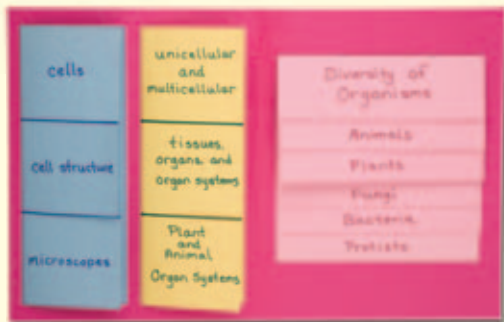 cells
cell structure
microscopes
unicellular
and
multicellular
tissues,
organs, and
organ systems
Plant
and
Animal
Organ Systems
Diversity of
Organisms
Animals
Plants
Fungi
Bacteria
Protists